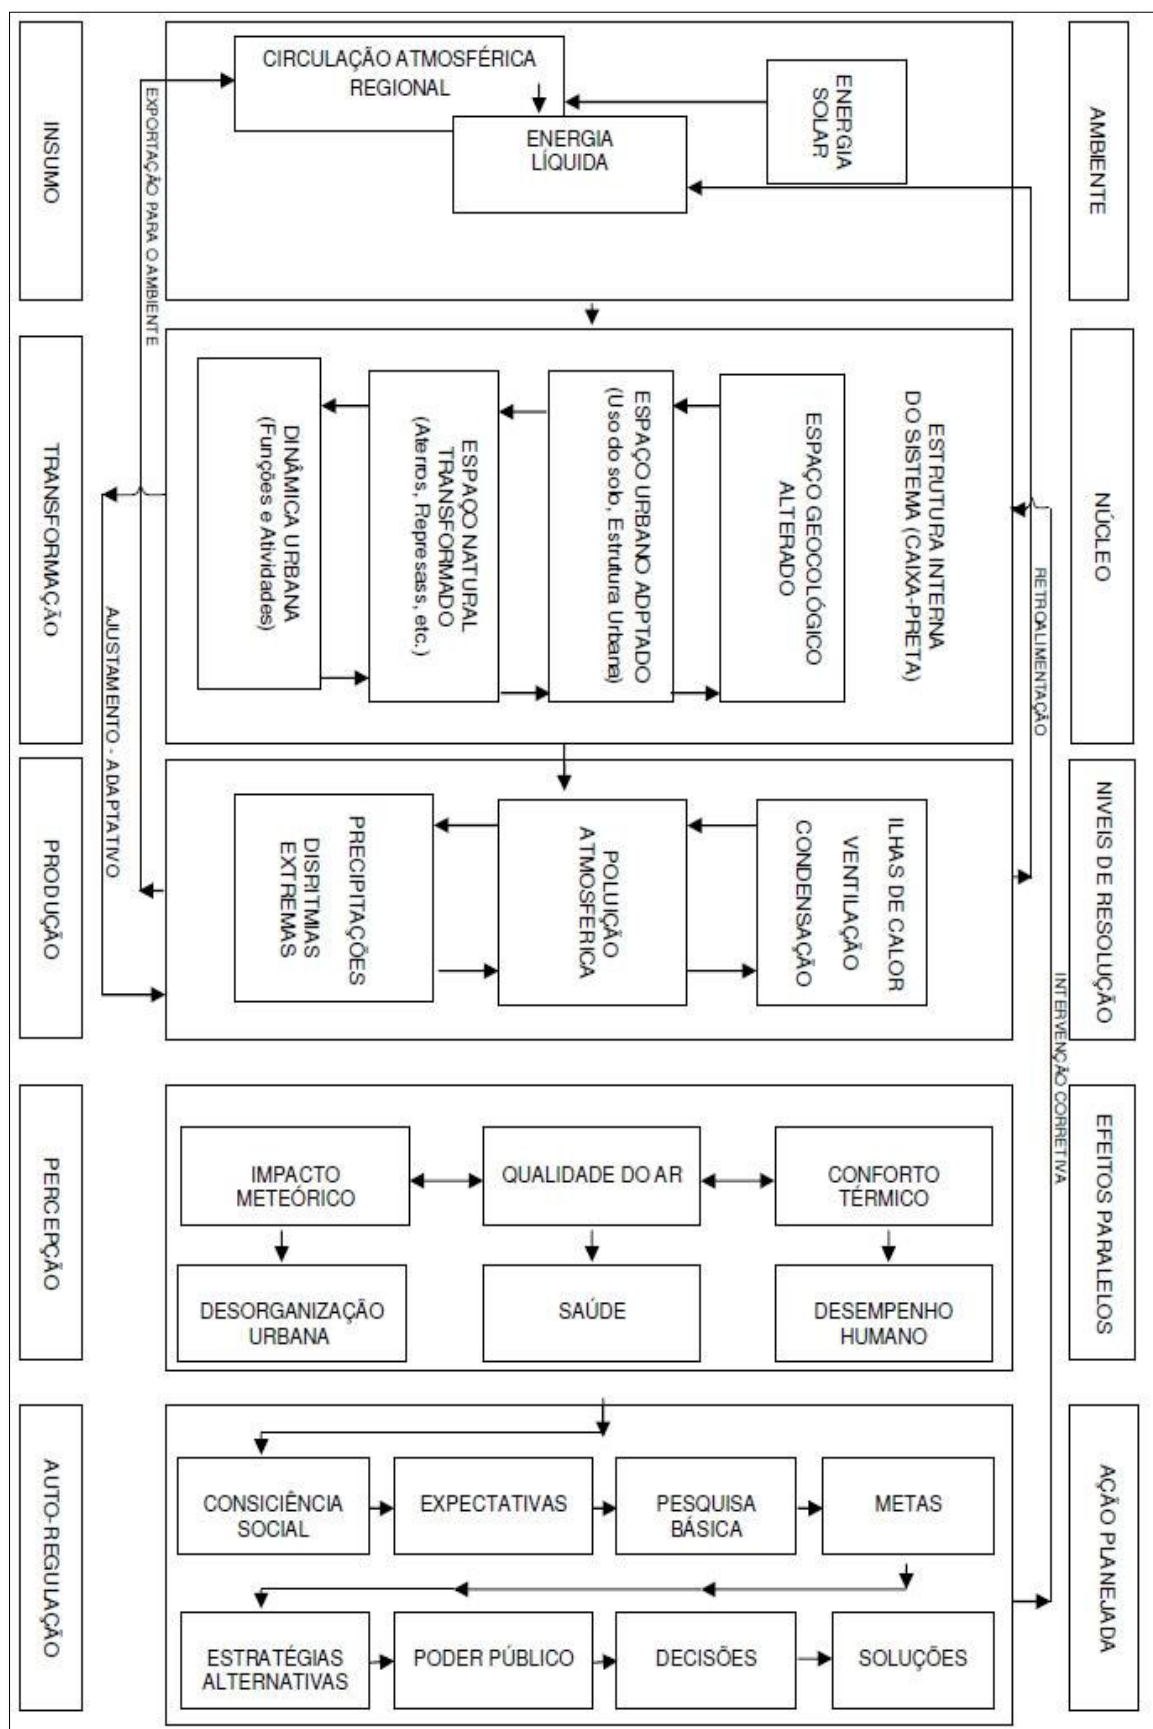 INSUMO
EXPORTAÇÃO PARA O AMBIENTE
CIRCULAÇÃO ATMOSFÉRICA
REGIONAL
ENERGIA
LÍQUIDA
ENERGIA
SOLAR
AMBIENTE
TRANSFORMAÇÃO
DINÂMICA URBANA
(Funções e Atividades)
ESPAÇO NATURAL
TRANSFORMADO
(Aterros, Represass, etc.)
ESPAÇO URBANO ADPTADO
(Uso do solo, Estrutura Urbana)
ESPAÇO GEOCOLÓGICO
ALTERADO
ESTRUTURA INTERNA
DO SISTEMA (CAIXA-PRETA)
NÚCLEO
RETROALIMENTAÇÃO
AJUSTAMENTO - ADAPTATIVO
PRODUÇÃO
PRECIPITAÇÕES
DISRITMIAS
EXTREMAS
POLUIÇÃO
ATMOSFERICA
ILHAS DE CALOR
VENTILAÇÃO
CONDENSAÇÃO
NIVEIS DE RESOLUÇÃO
INTERVENÇÃO CORRETIVA
PERCEPÇÃO
IMPACTO
METEÓRICO
QUALIDADE DO AR
CONFORTO
TÉRMICO
DESORGANIZAÇÃO
URBANA
SAÚDE
DESEMPENHO
HUMANO
EFEITOS PARALELOS
AUTO-REGULAÇÃO
CONSICIÊNCIA
SOCIAL
EXPECTATIVAS
PESQUISA
BÁSICA
METAS
ESTRATÉGIAS
ALTERNATIVAS
PODER PÚBLICO
DECISÕES
SOLUÇÕES
AÇÃO PLANEJADA